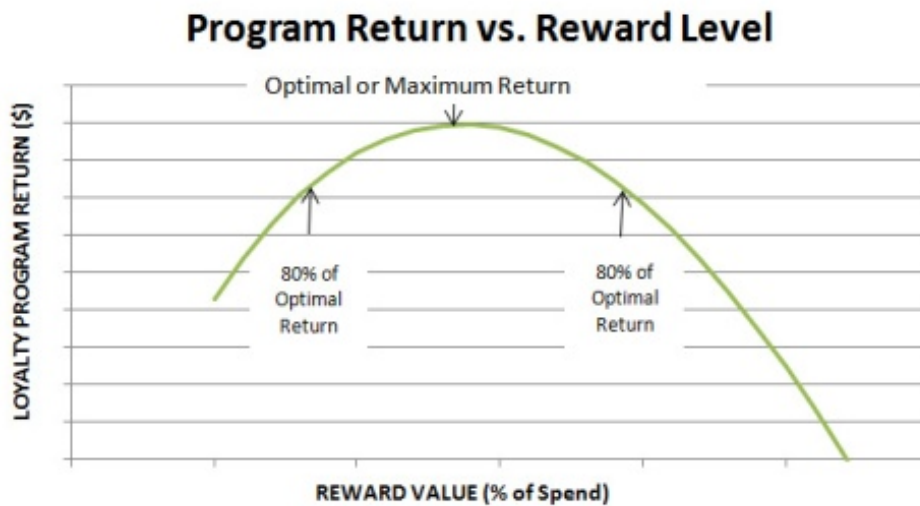 Program Return vs. Reward Level
Optimal or Maximum Return
LOYALTY PROGRAM RETURN ($)
80% of
Optimal
Return
80% of
Optimal
Return
REWARD VALUE (% of Spend)